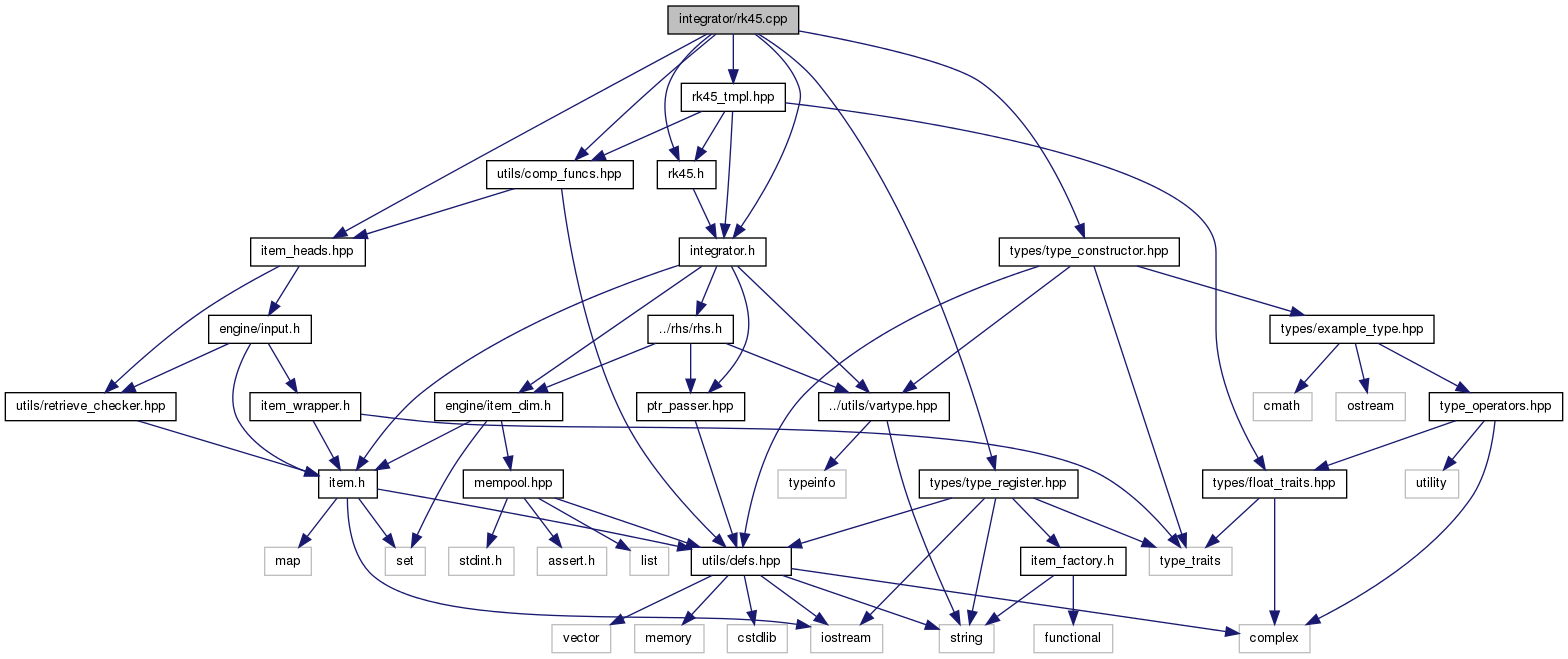 integrator/rk45.cpp
rk45_tmpl.hpp
utils/comp_funcs.hpp
rk45.h
item_heads.hpp
integrator.h
types/type_constructor.hpp
engine/input.h
../rhs/rhs.h
types/example_type.hpp
utils/retrieve_checker.hpp
item_wrapper.h
engine/item_dim.h
ptr_passer.hpp
../utils/vartype.hpp
cmath
ostream
type_operators.hpp
item.h
mempool.hpp
typeinfo
types/type_register.hpp
types/float_traits.hpp
utility
map
set
stdint.h
assert.h
list
utils/defs.hpp
item_factory.h
type_traits
vector
memory
cstdlib
iostream
string
functional
complex